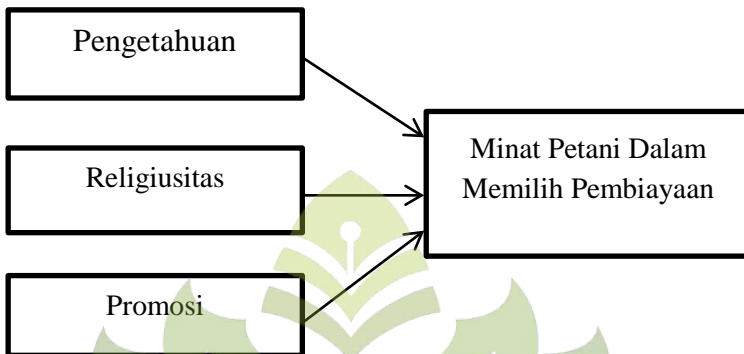 Pengetahuan
Religiusitas
Promosi
Minat Petani Dalam
Memilih Pembiayaan